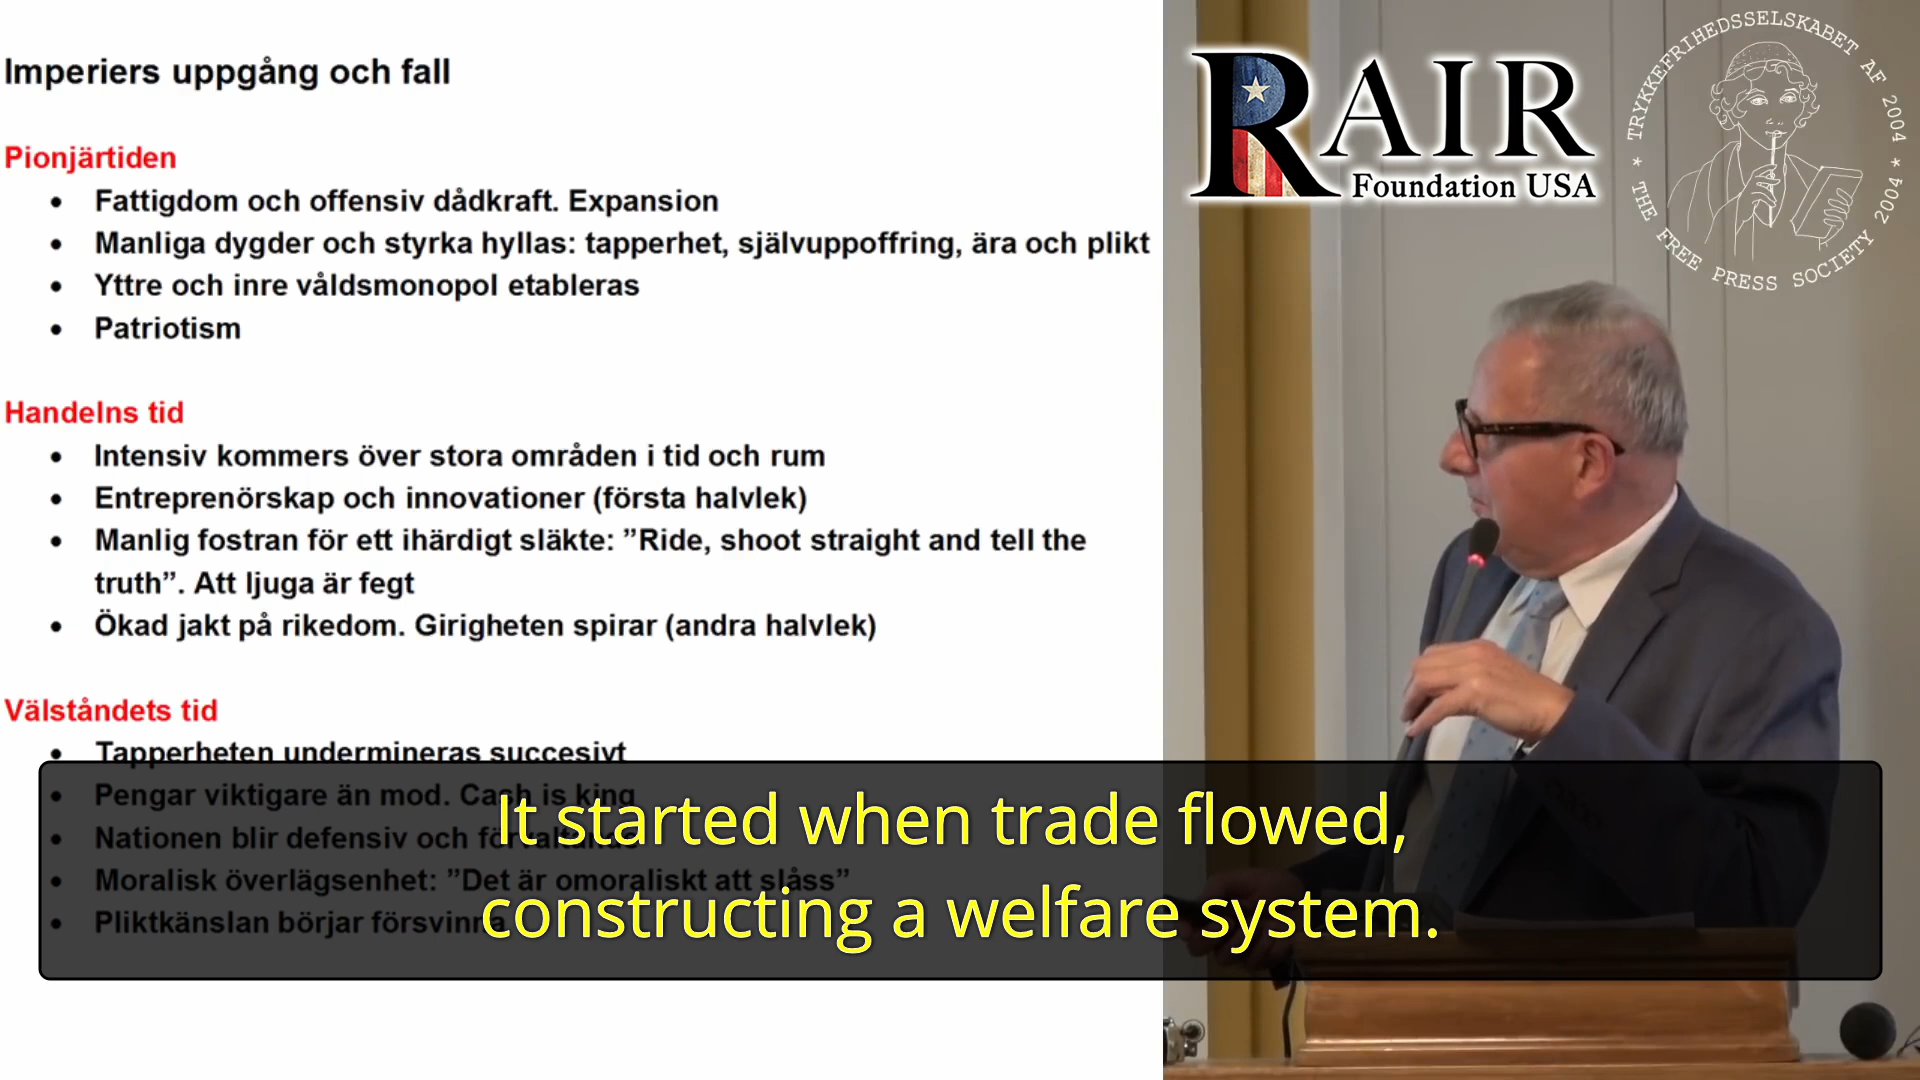 Imperiers uppgång och fall
Pionjärtiden
• Fattigdom och offensiv dådkraft. Expansion
• Manliga dygder och styrka hyllas: tapperhet, självuppoffring, ära och plikt
• Yttre och inre våldsmonopol etableras
• Patriotism
Handelns tid
• Intensiv kommers över stora områden i tid och rum
• Entreprenörskap och innovationer (första halvlek)
• Manlig fostran för ett ihärdigt släkte: ”Ride, shoot straight and tell the
truth”. Att ljuga är fegt
• Ökad jakt på rikedom. Girigheten spirar (andra halvlek)
Välståndets tid
• Tapperheten undermineras succesivt
• Pengar viktigare än mod. Cash is king
• Nationen blir defensiv och förvaltande
• Moralisk överlägsenhet: ”Det är omoraliskt att slåss”
• Pliktkänslan börjar försvinna
It started when trade flowed,
constructing a welfare system.
RAIR
Foundation USA
TRYKKEFRIHEDSSELSKABET AF 2004 *
THE FREE PRESS SOCIETY 2004 *